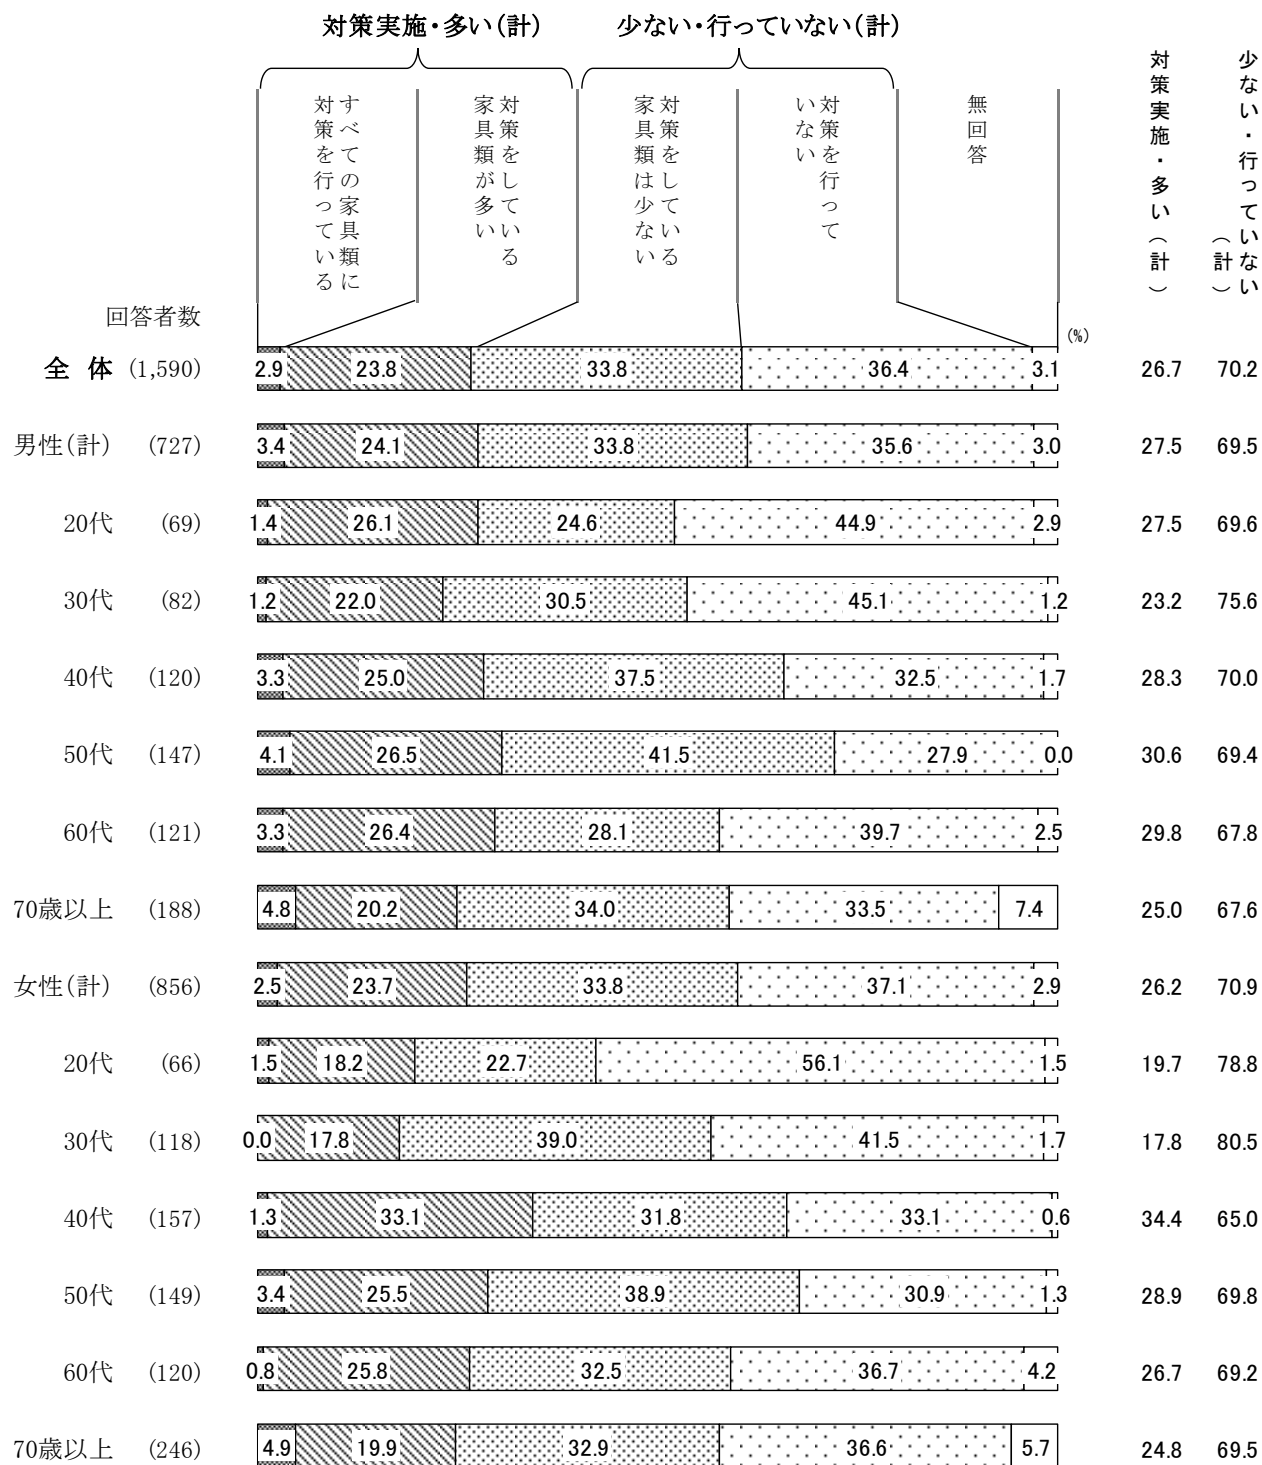 対策実施・多い(計) 少ない・行っていない(計)
すべての家具類に
対策を行っている
対策をしている
家具類が多い
対策をしている
家具類は少ない
対策を行って
いない
無回答
対策実施・多い(計)
少ない・行っていない
(計)
回答者数
(%)
全 体 (1,590) 2.9 23.8 33.8 36.4 3.1 26.7 70.2
男性(計) (727) 3.4 24.1 33.8 35.6 3.0 27.5 69.5
20代 (69) 1.4 26.1 24.6 44.9 2.9 27.5 69.6
30代 (82) 1.2 22.0 30.5 45.1 1.2 23.2 75.6
40代 (120) 3.3 25.0 37.5 32.5 1.7 28.3 70.0
50代 (147) 4.1 26.5 41.5 27.9 0.0 30.6 69.4
60代 (121) 3.3 26.4 28.1 39.7 2.5 29.8 67.8
70歳以上 (188) 4.8 20.2 34.0 33.5 7.4 25.0 67.6
女性(計) (856) 2.5 23.7 33.8 37.1 2.9 26.2 70.9
20代 (66) 1.5 18.2 22.7 56.1 1.5 19.7 78.8
30代 (118) 0.0 17.8 39.0 41.5 1.7 17.8 80.5
40代 (157) 1.3 33.1 31.8 33.1 0.6 34.4 65.0
50代 (149) 3.4 25.5 38.9 30.9 1.3 28.9 69.8
60代 (120) 0.8 25.8 32.5 36.7 4.2 26.7 69.2
70歳以上 (246) 4.9 19.9 32.9 36.6 5.7 24.8 69.5